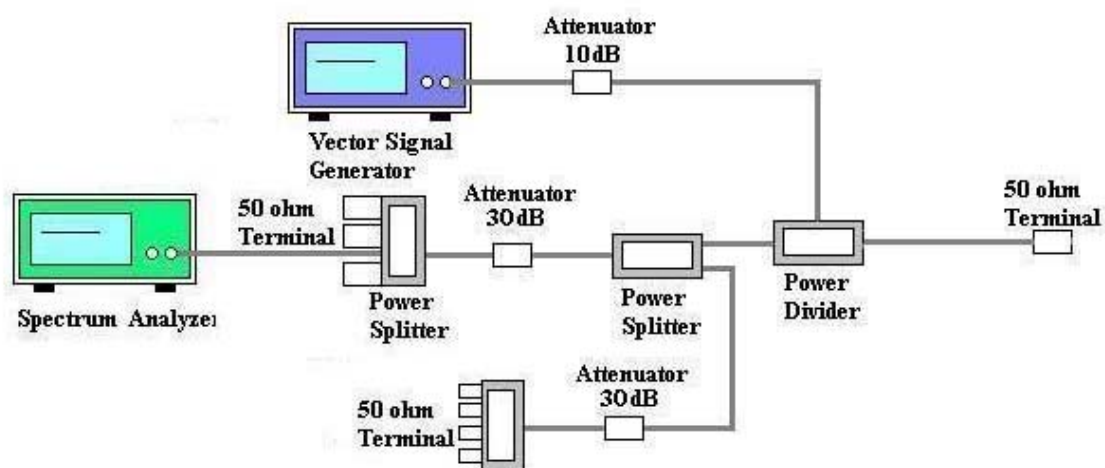 Attenuator
10dB
Vector Signal
Generator
Attenuator
30dB
50 ohm
Terminal
50 ohm
Terminal
Power
Splitter
Power
Splitter
Power
Divider
Spectrum Analyzer
Attenuator
30dB
50 ohm
Terminal